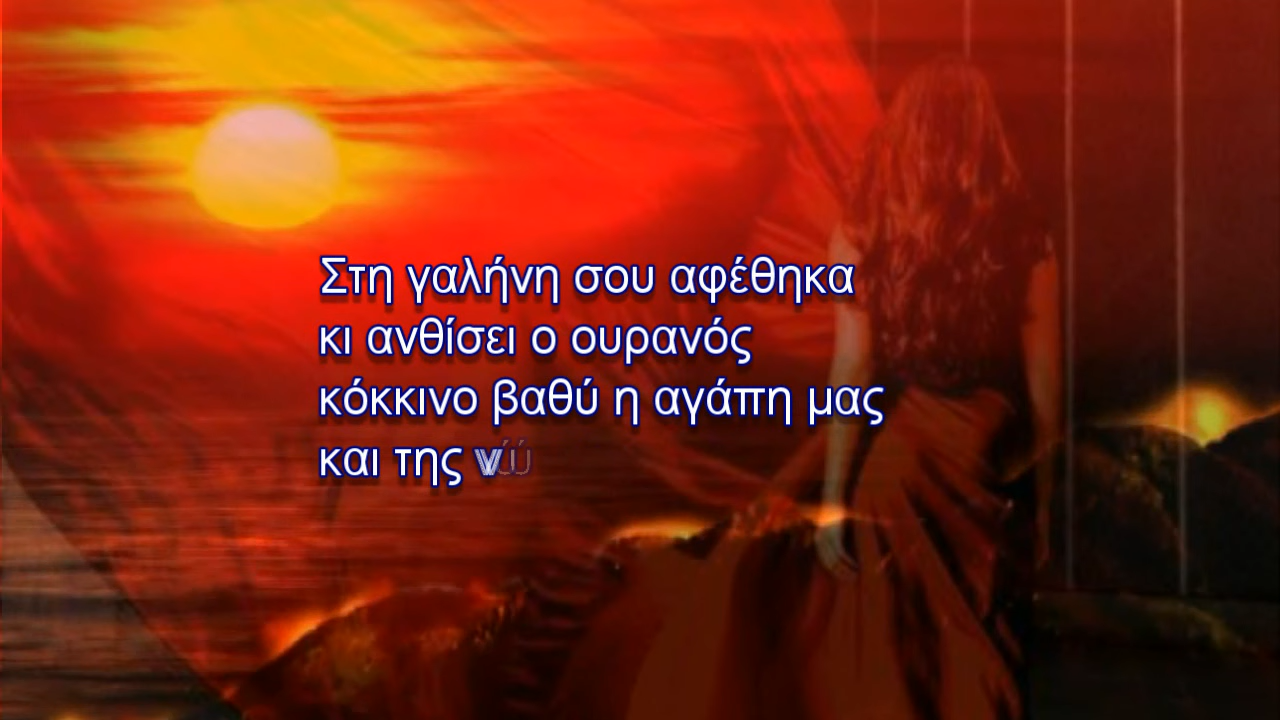 Στη γαλήνη σου αφέθηκα
κι ανθίσει ο ουρανός
κόκκινο βαθύ η αγάπη μας
και της